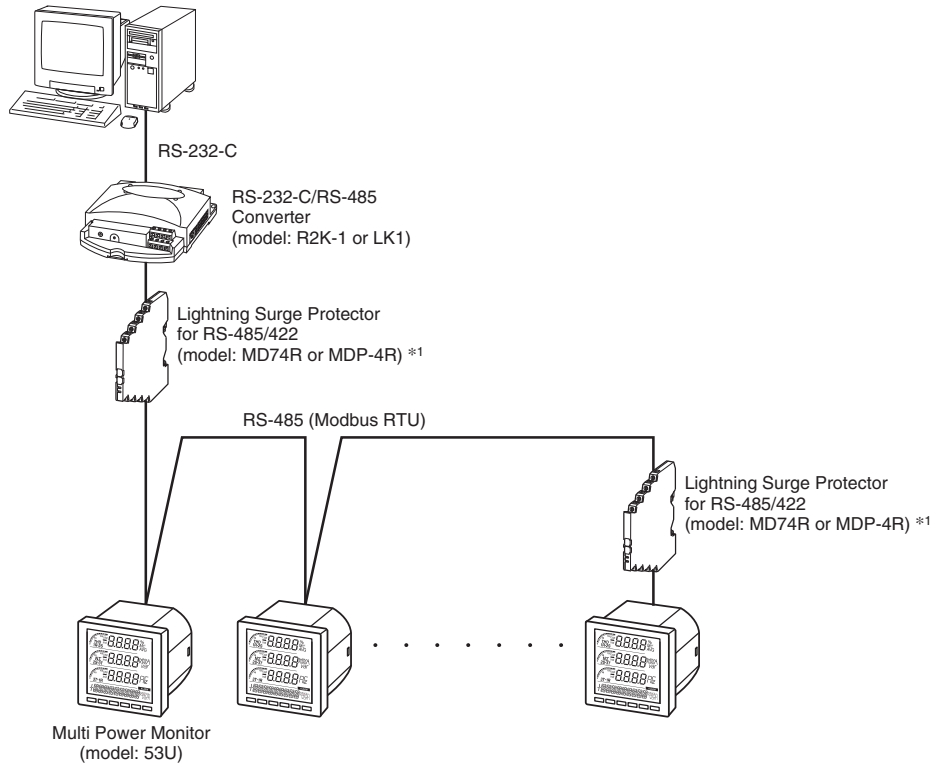 RS-232-C
RS-232-C/RS-485
Converter
(model: R2K-1 or LK1)
Lightning Surge Protector
for RS-485/422
(model: MD74R or MDP-4R) *1
RS-485 (Modbus RTU)
Lightning Surge Protector
for RS-485/422
(model: MD74R or MDP-4R) *1
Multi Power Monitor
(model: 53U)